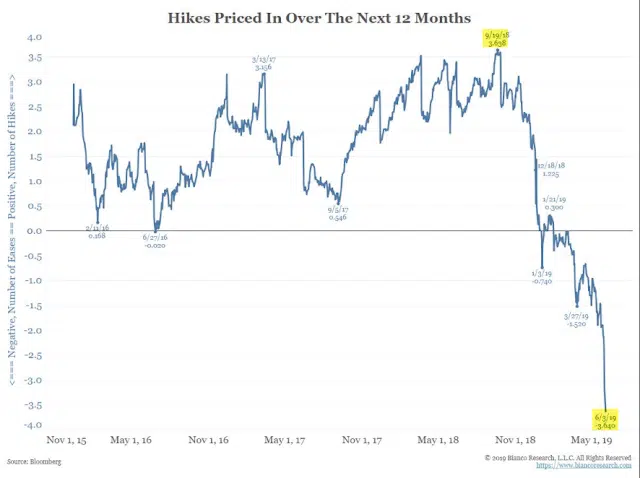 Hikes Priced In Over The Next 12 Months
<=== Negative, Number of Eases == Positive, Number of Hikes ===>
4.0
3.5
3.0
2.5
2.0
1.5
1.0
0.5
0.0
-0.5
-1.0
-1.5
-2.0
-2.5
-3.0
-3.5
-4.0
2/11/16
0.168
6/27/16
-0.020
3/13/17
3.156
9/5/17
0.546
9/19/18
3.638
12/18/18
1.225
1/21/19
0.390
1/3/19
-0.740
3/27/19
-1.520
6/3/19
-3.640
Nov 1, 15
May 1, 16
Nov 1, 16
May 1, 17
Nov 1, 17
May 1, 18
Nov 1, 18
May 1, 19
Source: Bloomberg
© 2019 Bianco Research, L.L.C. All Rights Reserved
https://www.biancoresearch.com